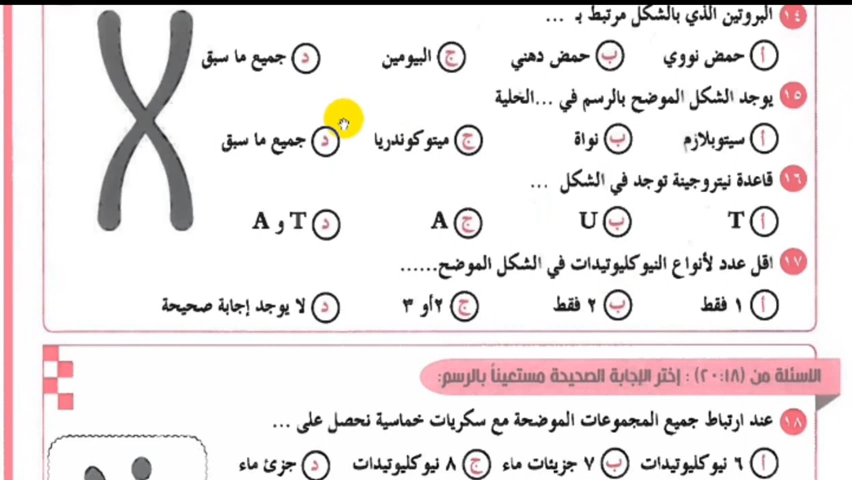 ١٤ البروتين الذي بالشكل مرتبط بـ ...
أ حمض نووي ب حمض دهني ج البيومين د جميع ما سبق
١٥ يوجد الشكل الموضح بالرسم في ...الخلية
أ سيتوبلازم ب نواة ج ميتوكوندريا د جميع ما سبق
١٦ قاعدة نيتروجينة توجد في الشكل ...
أ T ب U ج A د T و A
١٧ اقل عدد لأنواع النيوكليوتيدات في الشكل الموضح......
أ ١ فقط ب ٢ فقط ج ٢أو ٣ د لا يوجد إجابة صحيحة
الاسئلة من (٢٠:١٨) : إختر الإجابة الصحيحة مستعيناً بالرسم:
١٨ عند ارتباط جميع المجموعات الموضحة مع سكريات خماسية نحصل على ...
أ ٦ نيوكليوتيدات ب ٧ جزيئات ماء ج ٨ نيوكليوتيدات د جزئ ماء